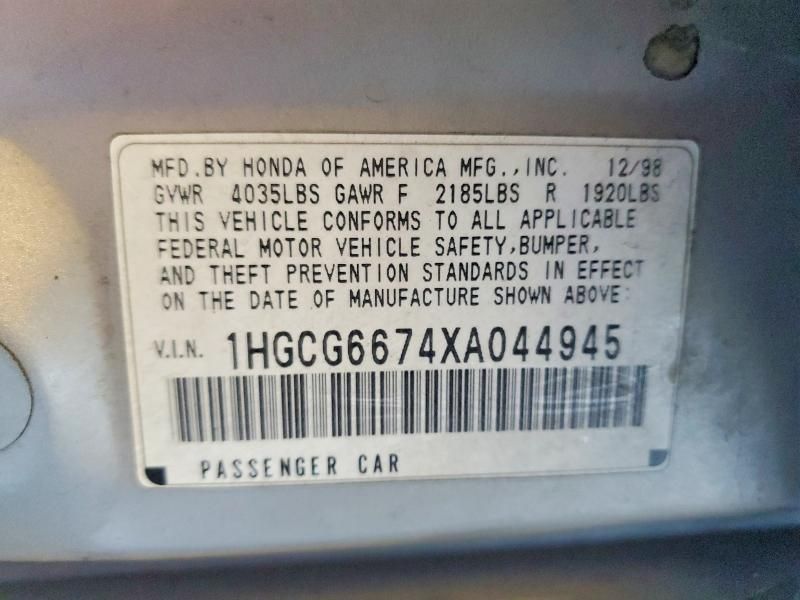 MFD.BY HONDA OF AMERICA MFG.,INC. 12/98
GVWR 4035LBS GAWR F 2185LBS R 1920LBS
THIS VEHICLE CONFORMS TO ALL APPLICABLE
FEDERAL MOTOR VEHICLE SAFETY,BUMPER,
AND THEFT PREVENTION STANDARDS IN EFFECT
ON THE DATE OF MANUFACTURE SHOWN ABOVE:
V.I.N. 1HGCG6674XA044945
PASSENGER CAR